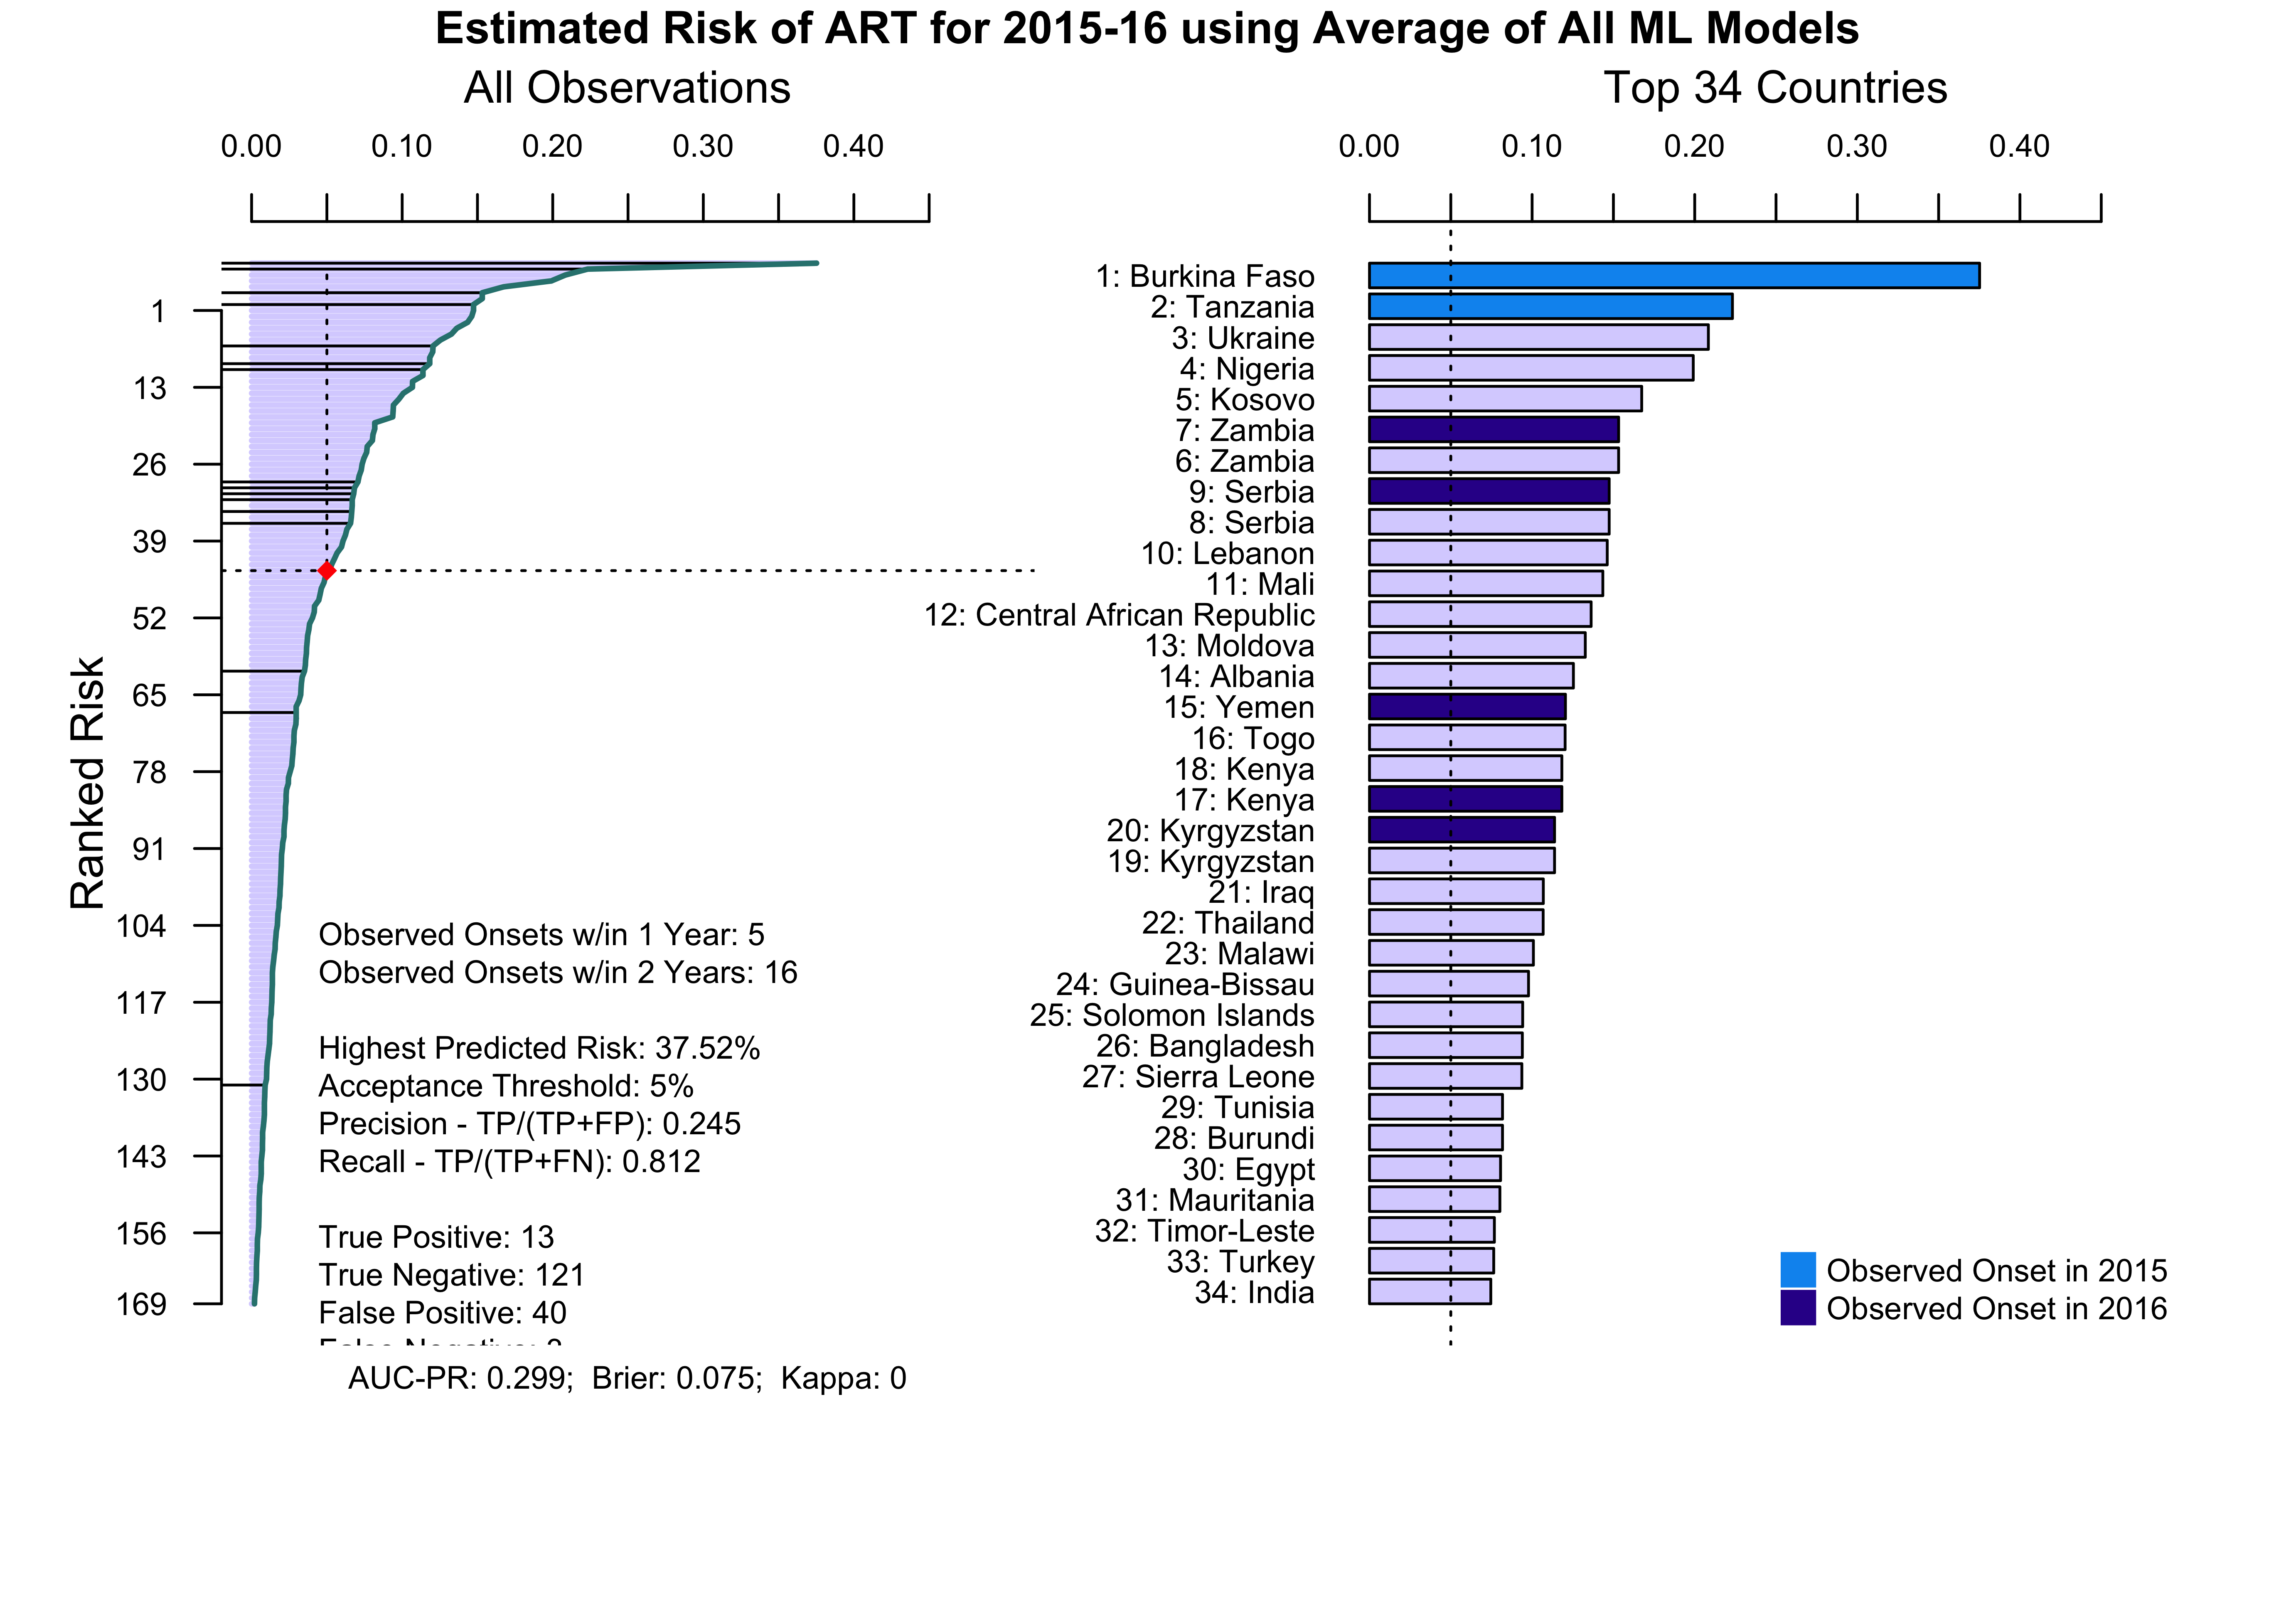 Estimated Risk of ART for 2015-16 using Average of All ML Models
All Observations
0.00 0.10 0.20 0.30 0.40
Ranked Risk
1
13
26
39
52
65
78
91
104
117
130
143
156
169
Observed Onsets w/in 1 Year: 5
Observed Onsets w/in 2 Years: 16
Highest Predicted Risk: 37.52%
Acceptance Threshold: 5%
Precision - TP/(TP+FP): 0.245
Recall - TP/(TP+FN): 0.812
True Positive: 13
True Negative: 121
False Positive: 40
False Negative:
AUC-PR: 0.299;  Brier: 0.075;  Kappa: 0
Top 34 Countries
0.00 0.10 0.20 0.30 0.40
1: Burkina Faso
2: Tanzania
3: Ukraine
4: Nigeria
5: Kosovo
7: Zambia
6: Zambia
9: Serbia
8: Serbia
10: Lebanon
11: Mali
12: Central African Republic
13: Moldova
14: Albania
15: Yemen
16: Togo
18: Kenya
17: Kenya
20: Kyrgyzstan
19: Kyrgyzstan
21: Iraq
22: Thailand
23: Malawi
24: Guinea-Bissau
25: Solomon Islands
26: Bangladesh
27: Sierra Leone
29: Tunisia
28: Burundi
30: Egypt
31: Mauritania
32: Timor-Leste
33: Turkey
34: India
Observed Onset in 2015
Observed Onset in 2016